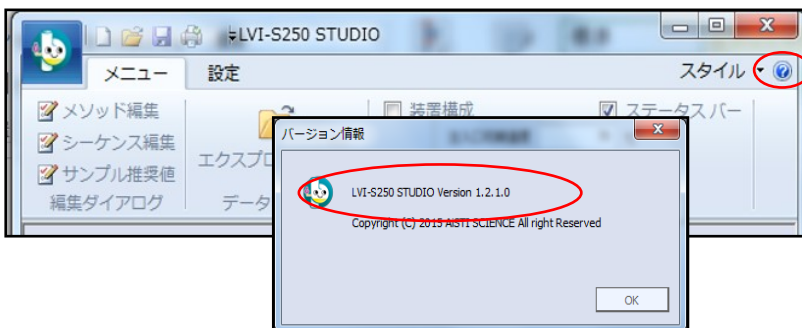 LVI-S250 STUDIO
メニュー 設定 スタイル
メソッド編集
シーケンス編集
サンプル推奨値
編集ダイアログ
エクスプロ
データ
装置構成
ステータス バー
バージョン情報
LVI-S250 STUDIO Version 1.2.1.0
Copyright (C) 2015 AiSTI SCIENCE All right Reserved
OK